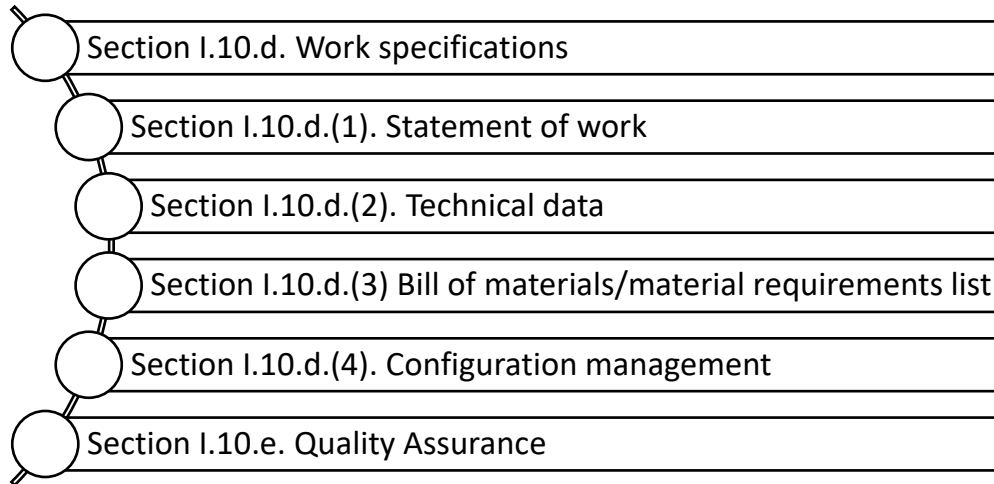 Section I.10.d. Work specifications
Section I.10.d.(1). Statement of work
Section I.10.d.(2). Technical data
Section I.10.d.(3) Bill of materials/material requirements list
Section I.10.d.(4). Configuration management
Section I.10.e. Quality Assurance